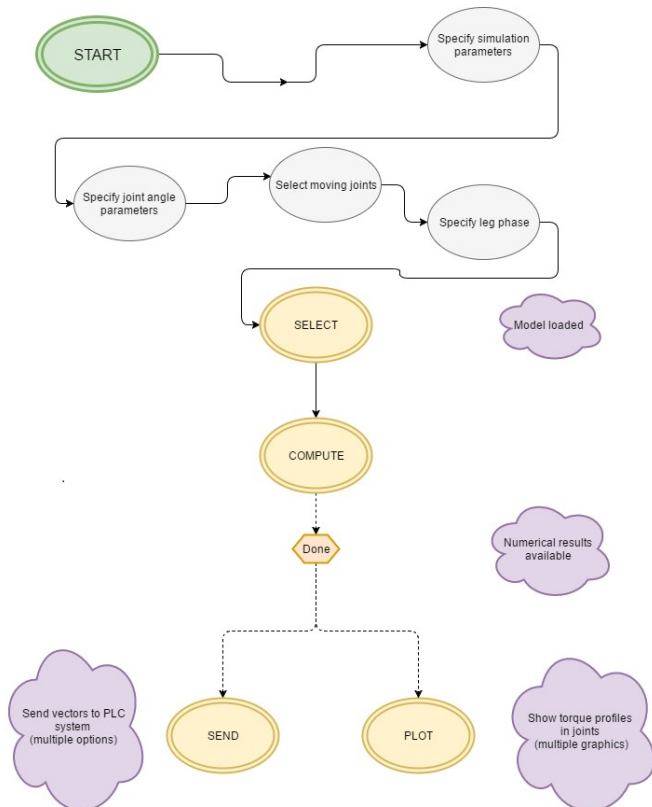 START
Specify simulation
parameters
Specify joint angle
parameters
Select moving joints
Specify leg phase
SELECT
Model loaded
COMPUTE
Done
Numerical results
available
Send vectors to PLC
system
(multiple options)
SEND
PLOT
Show torque profiles
in joints
(multiple graphics)